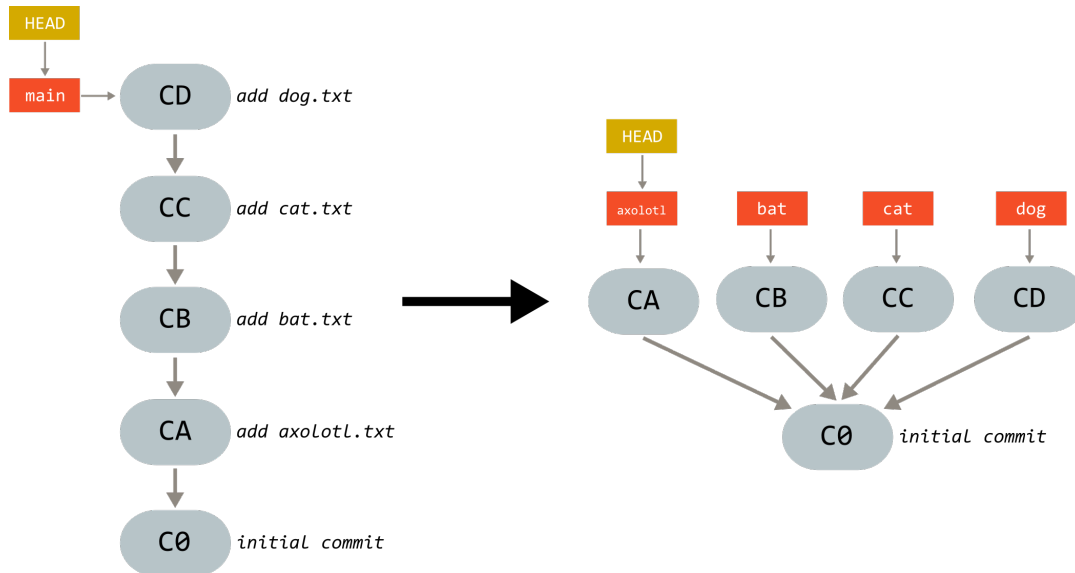 HEAD
main
CD add dog.txt
CC add cat.txt
CB add bat.txt
CA add axolotl.txt
C0 initial commit
HEAD
axolotl bat cat dog
CA CB CC CD
C0 initial commit